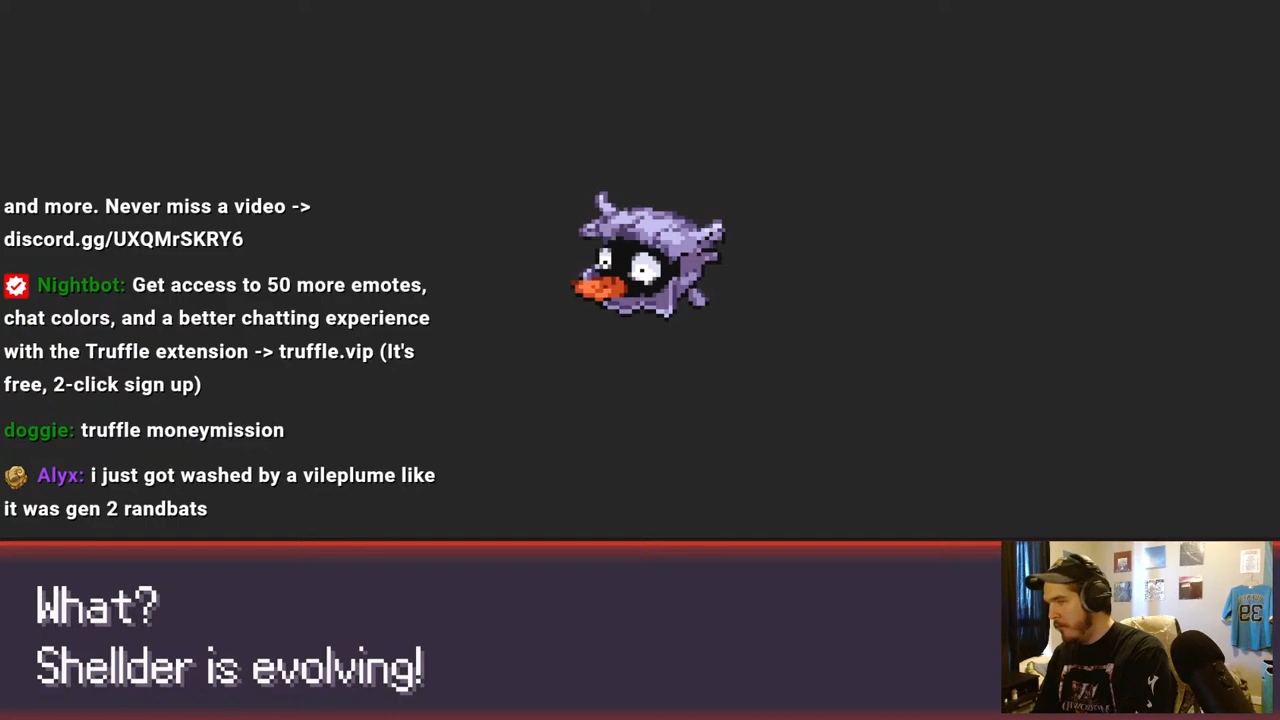 and more. Never miss a video ->
discord.gg/UXQMrSKRY6
Nightbot: Get access to 50 more emotes,
chat colors, and a better chatting experience
with the Truffle extension -> truffle.vip (It's
free, 2-click sign up)
doggie: truffle moneymission
Alyx: i just got washed by a vileplume like
it was gen 2 randbats
What?
Shellder is evolving!